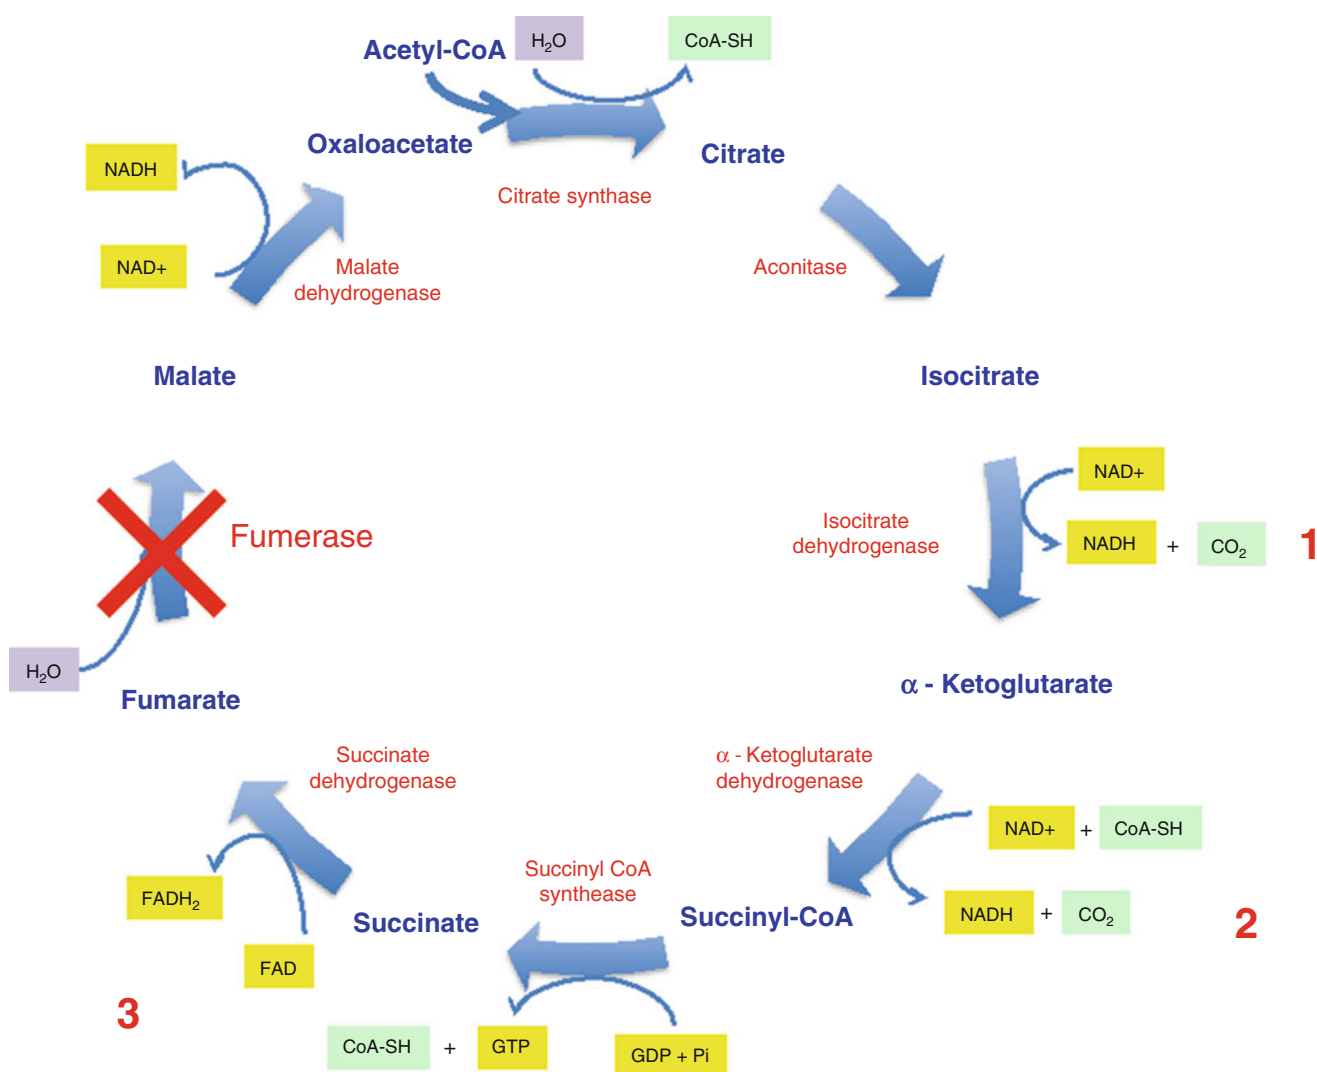 Acetyl-CoA
H₂O
CoA-SH
Oxaloacetate
Citrate
Citrate synthase
NADH
NAD+
Malate
dehydrogenase
Aconitase
Malate
Isocitrate
Fumerase
H₂O
Fumarate
Isocitrate
dehydrogenase
NAD+
NADH + CO₂
1
α - Ketoglutarate
α - Ketoglutarate
dehydrogenase
NAD+ + CoA-SH
NADH + CO₂
2
Succinyl-CoA
Succinyl CoA
synthease
GDP + Pi
CoA-SH + GTP
Succinate
Succinate
dehydrogenase
FADH₂
FAD
3